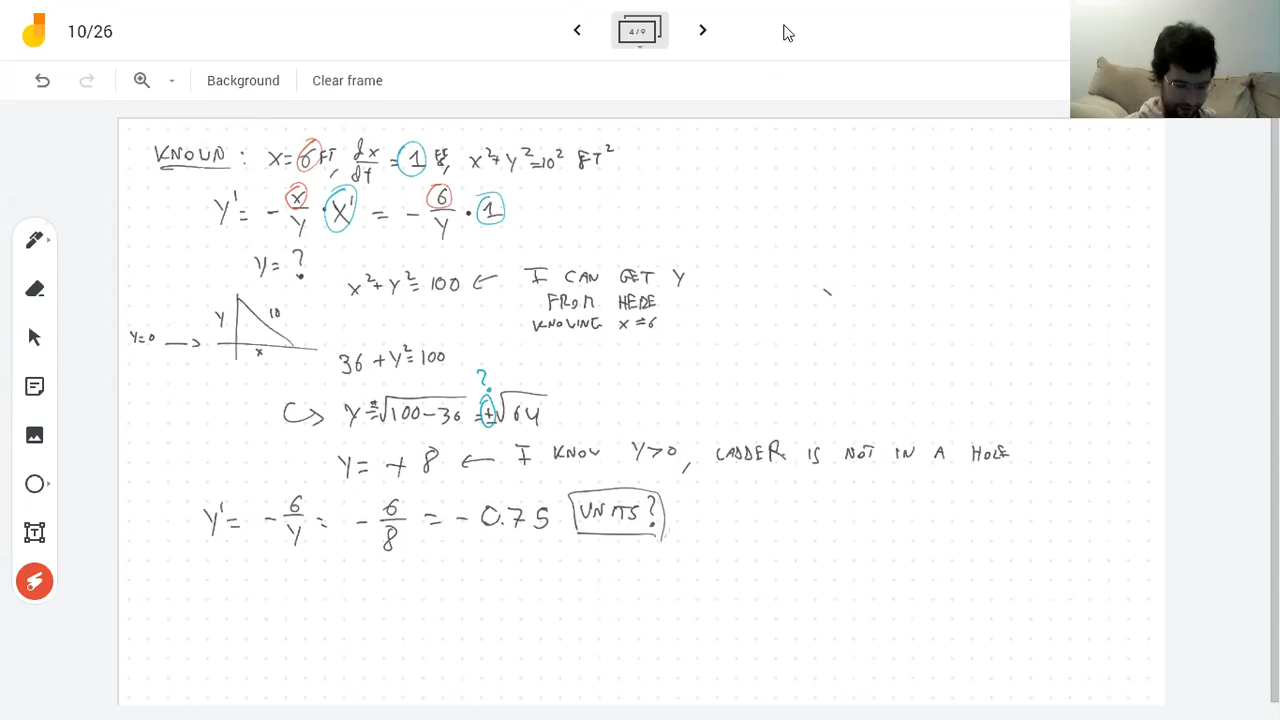 10/26
4 / 9
Background
Clear frame
KNOWN : X = 6 FT, dx/dt = 1 , x² + y² = 10² FT²
Y' = - x/y · X' = - 6/y · 1
Y = ?
x² + y² = 100 ← I CAN GET Y
FROM HERE
KNOWING X = 6
Y=0 → Y 10 X
36 + Y² = 100
?
Y = √100-36 = ±√64
Y = + 8 ← I KNOW Y>0, LADDER IS NOT IN A HOLE
Y' = - 6/Y = - 6/8 = - 0.75 UNITS?